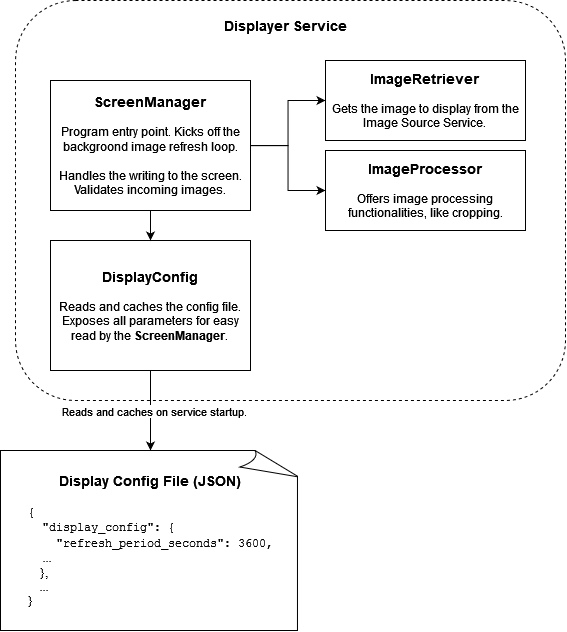 Displayer Service
ScreenManager
Program entry point. Kicks off the
background image refresh loop.
Handles the writing to the screen.
Validates incoming images.
ImageRetriever
Gets the image to display from the
Image Source Service.
ImageProcessor
Offers image processing
functionalities, like cropping.
DisplayConfig
Reads and caches the config file.
Exposes all parameters for easy
read by the ScreenManager.
Reads and caches on service startup.
Display Config File (JSON)
{
"display_config": {
"refresh_period_seconds": 3600,
...
},
...
}